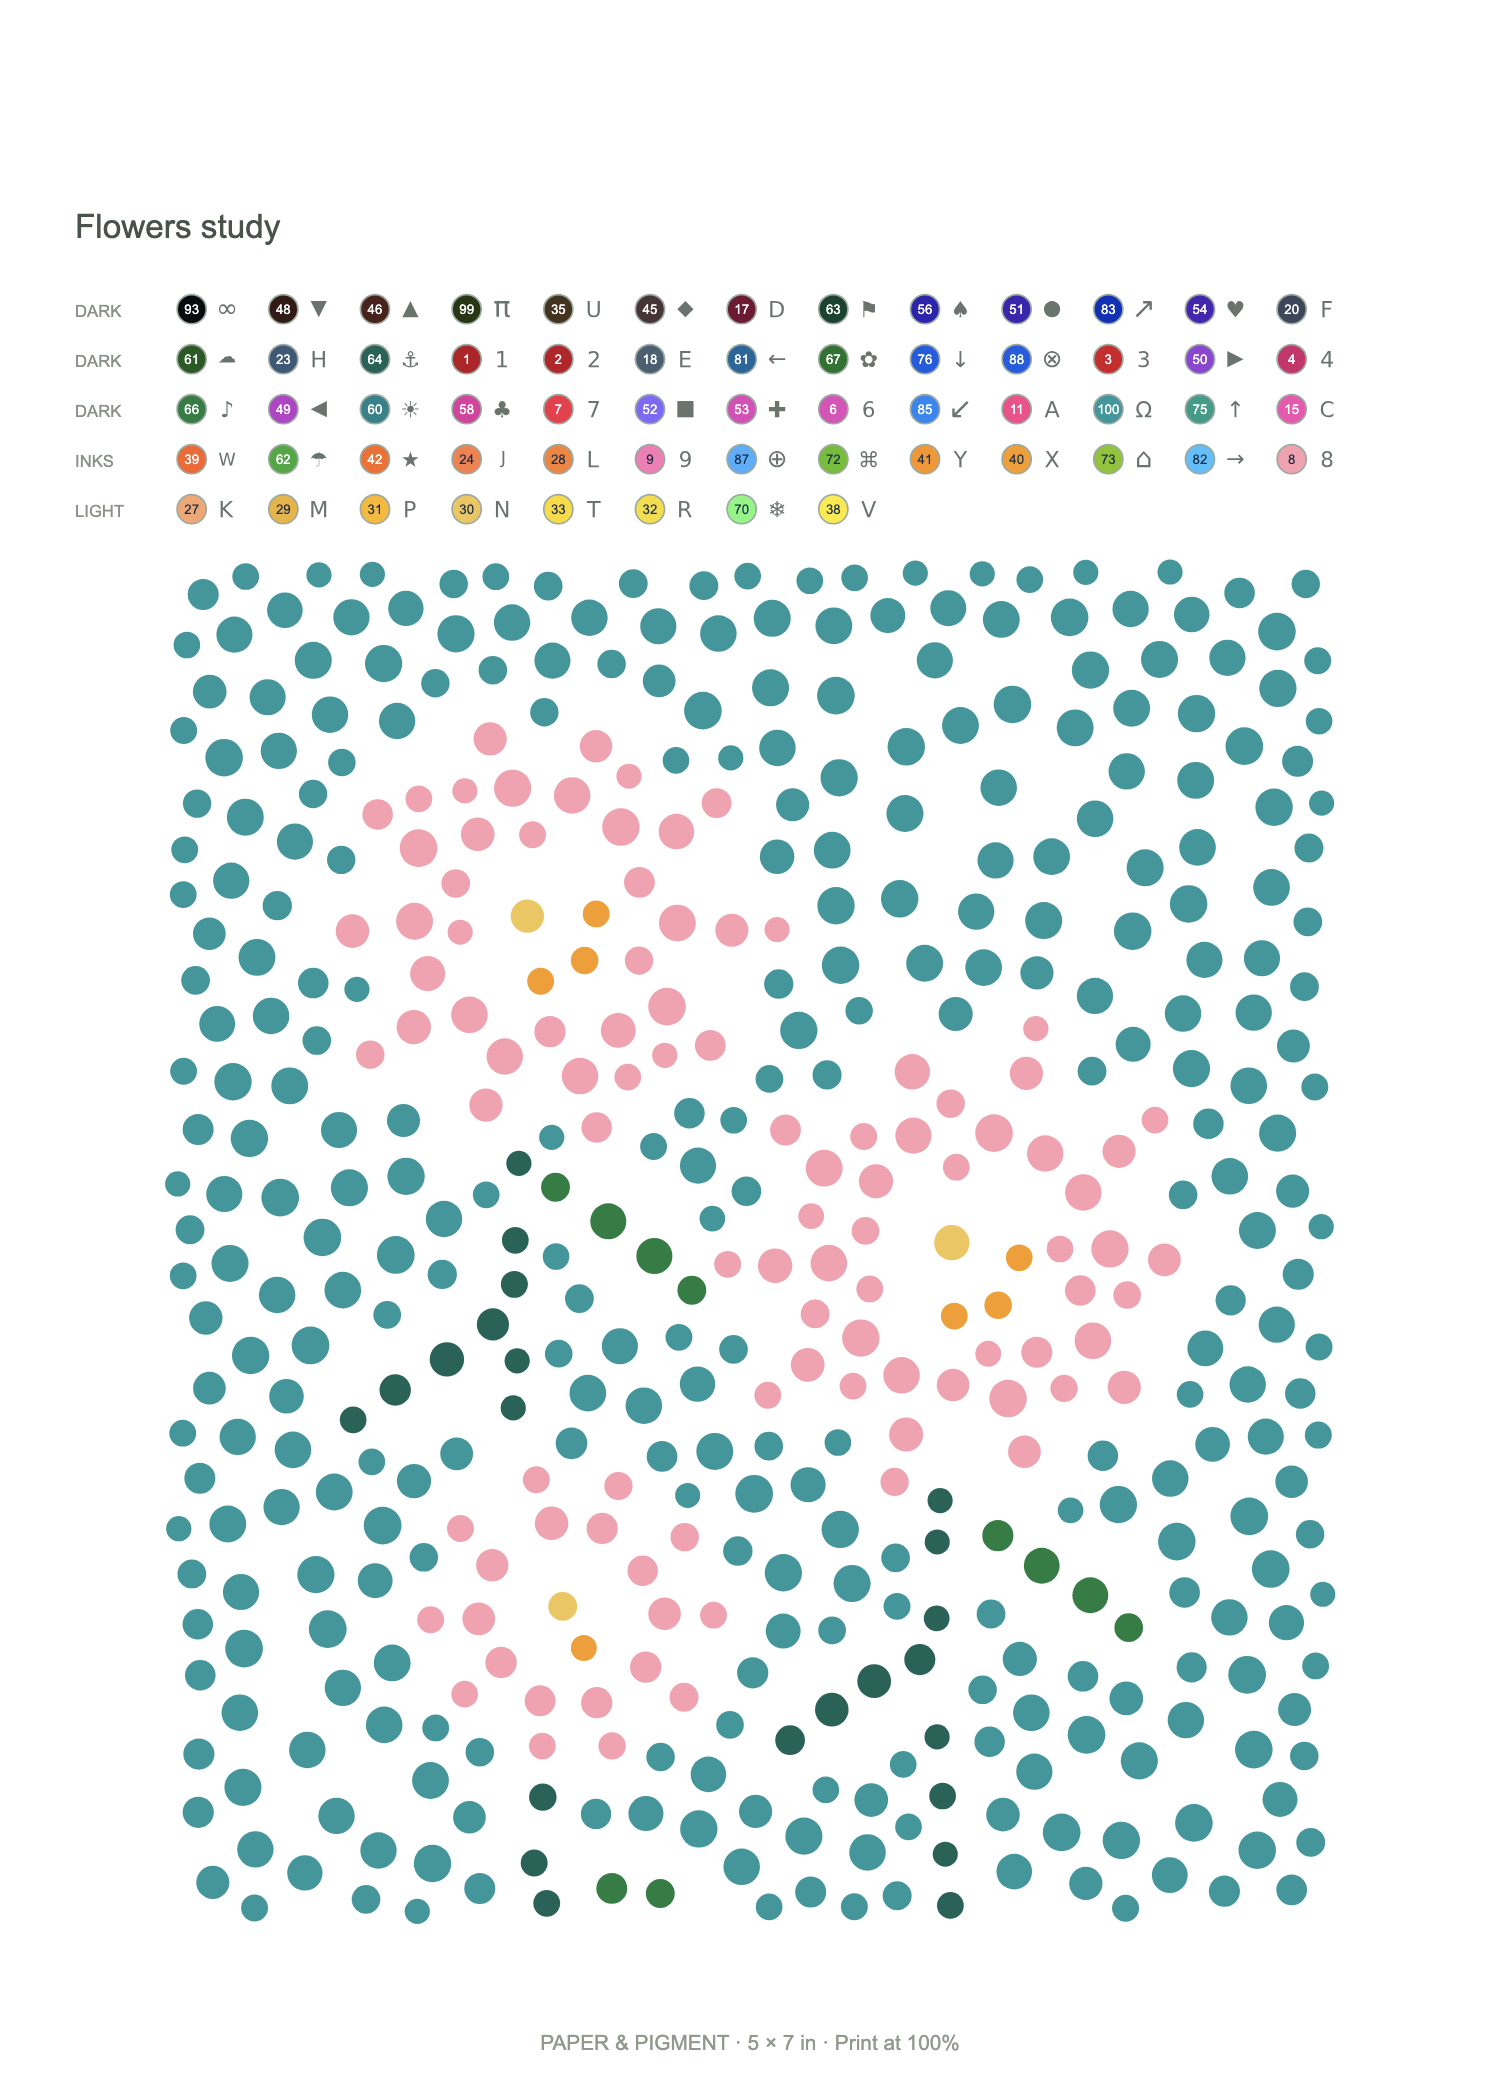 Flowers study
DARK 93 ∞ 48 ▼ 46 ▲ 99 π 35 U 45 ◆ 17 D 63 ⚑ 56 ♠ 51 ● 83 ↗ 54 ♥ 20 F
DARK 61 ☁ 23 H 64 ⚓ 1 1 2 2 18 E 81 ← 67 ✿ 76 ↓ 88 ⊗ 3 3 50 ▶ 4 4
DARK 66 ♪ 49 ◀ 60 ☀ 58 ♣ 7 7 52 ■ 53 ✚ 6 6 85 ↙ 11 A 100 Ω 75 ↑ 15 C
INKS 39 W 62 ☂ 42 ★ 24 J 28 L 9 9 87 ⊕ 72 ⌘ 41 Y 40 X 73 ⌂ 82 → 8 8
LIGHT 27 K 29 M 31 P 30 N 33 T 32 R 70 ❄ 38 V
PAPER & PIGMENT · 5 × 7 in · Print at 100%